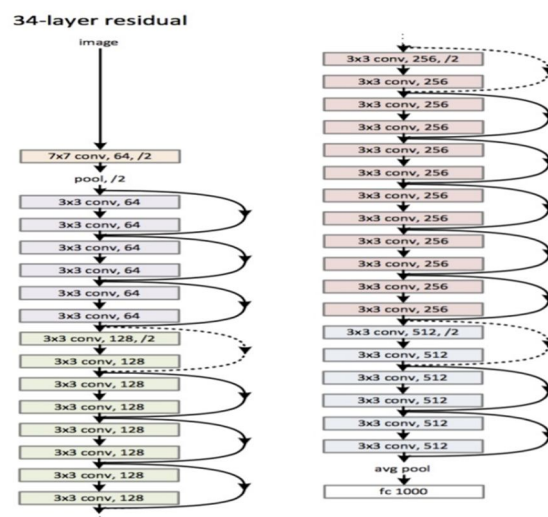 34-layer residual
image
7x7 conv, 64, /2
pool, /2
3x3 conv, 64
3x3 conv, 64
3x3 conv, 64
3x3 conv, 64
3x3 conv, 64
3x3 conv, 64
3x3 conv, 128, /2
3x3 conv, 128
3x3 conv, 128
3x3 conv, 128
3x3 conv, 128
3x3 conv, 128
3x3 conv, 128
3x3 conv, 128
3x3 conv, 256, /2
3x3 conv, 256
3x3 conv, 256
3x3 conv, 256
3x3 conv, 256
3x3 conv, 256
3x3 conv, 256
3x3 conv, 256
3x3 conv, 256
3x3 conv, 256
3x3 conv, 256
3x3 conv, 256
3x3 conv, 512, /2
3x3 conv, 512
3x3 conv, 512
3x3 conv, 512
3x3 conv, 512
3x3 conv, 512
avg pool
fc 1000